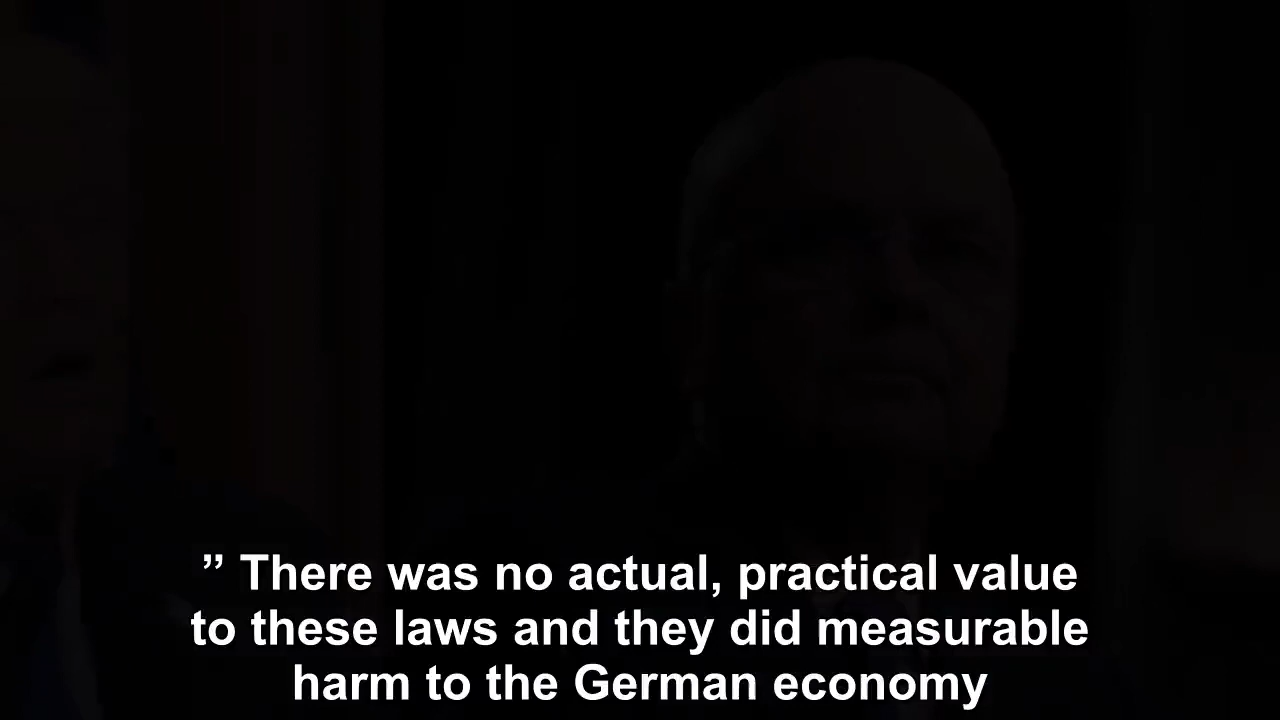 ” There was no actual, practical value
to these laws and they did measurable
harm to the German economy